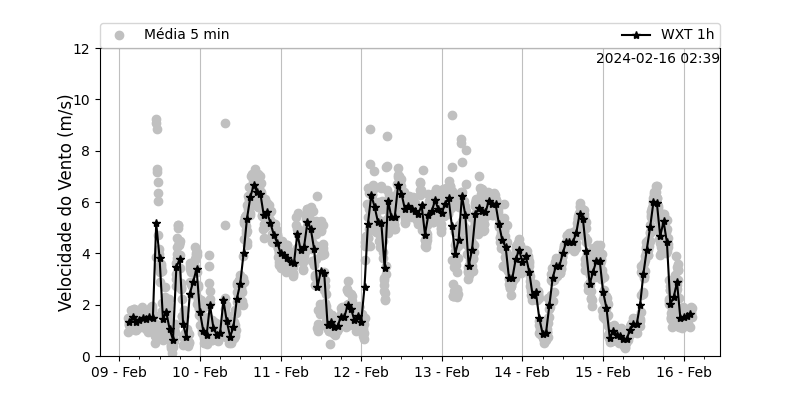 Média 5 min
WXT 1h
2024-02-16 02:39
Velocidade do Vento (m/s)
12
10
8
6
4
2
0
09 - Feb
10 - Feb
11 - Feb
12 - Feb
13 - Feb
14 - Feb
15 - Feb
16 - Feb